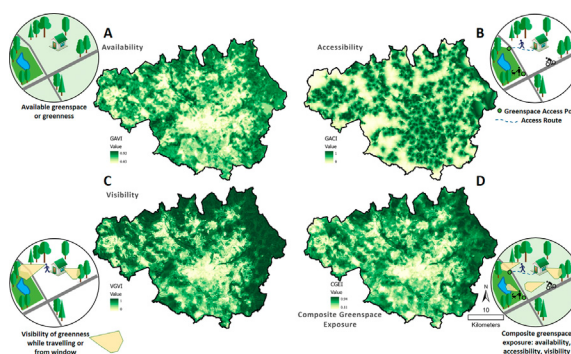 A
Availability
Available greenspace
or greenness
GAVI
Value
B
Accessibility
Greenspace Access Po
Access Route
GACI
Value
C
Visibility
Visibility of greenness
while travelling or
from window
VGVI
Value
D
CGEI
Value
Composite Greenspace
Exposure
N
10
Kilometers
Composite greenspace
exposure: availability,
accessibility, visibility